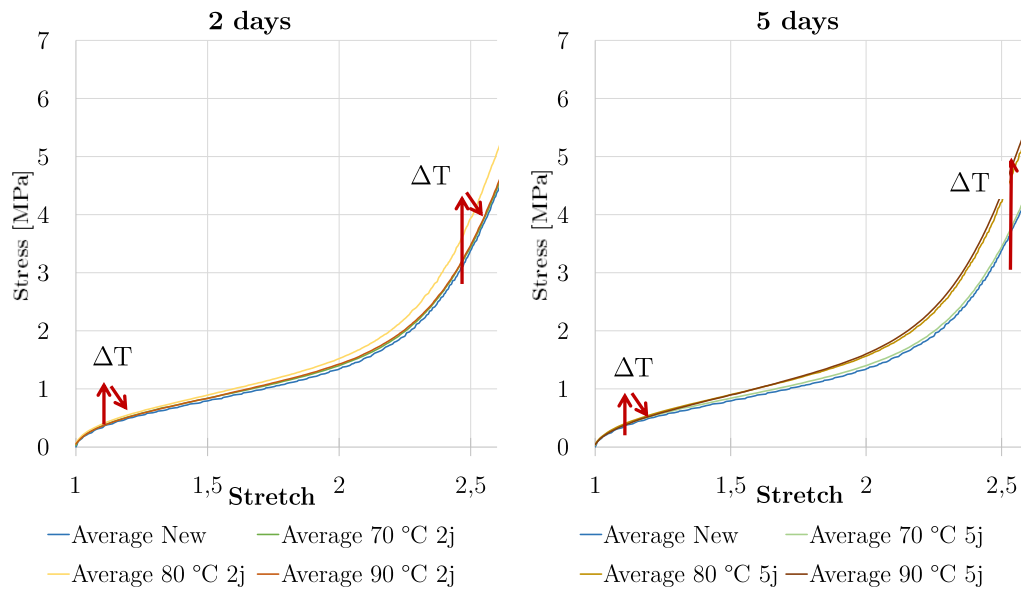 2 days
7
6
5
4
3
2
1
0
Stress [MPa]
ΔT
ΔT
1
1,5
2
2,5
Stretch
Average New
Average 70 °C 2j
Average 80 °C 2j
Average 90 °C 2j
5 days
7
6
5
4
3
2
1
0
Stress [MPa]
ΔT
ΔT
1
1,5
2
2,5
Stretch
Average New
Average 70 °C 5j
Average 80 °C 5j
Average 90 °C 5j